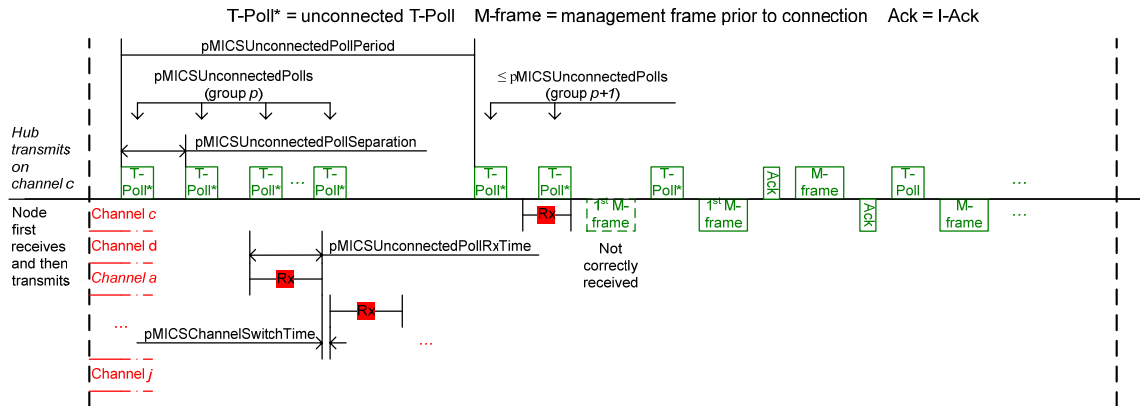 T-Poll* = unconnected T-Poll M-frame = management frame prior to connection Ack = I-Ack
pMICSUnconnectedPollPeriod
pMICSUnconnectedPolls
(group p)
≤ pMICSUnconnectedPolls
(group p+1)
Hub
transmits
on
channel c
pMICSUnconnectedPollSeparation
T-
Poll*
T-
Poll*
T-
Poll*
...
T-
Poll*
T-
Poll*
T-
Poll*
T-
Poll*
Ack
M-
frame
T-
Poll
...
Node
first
receives
and then
transmits
Channel c
Rx
1st M-
frame
1st M-
frame
Ack
M-
frame
...
Channel d
pMICSUnconnectedPollRxTime
Not
correctly
received
Channel a
Rx
Rx
...
pMICSChannelSwitchTime
...
Channel j